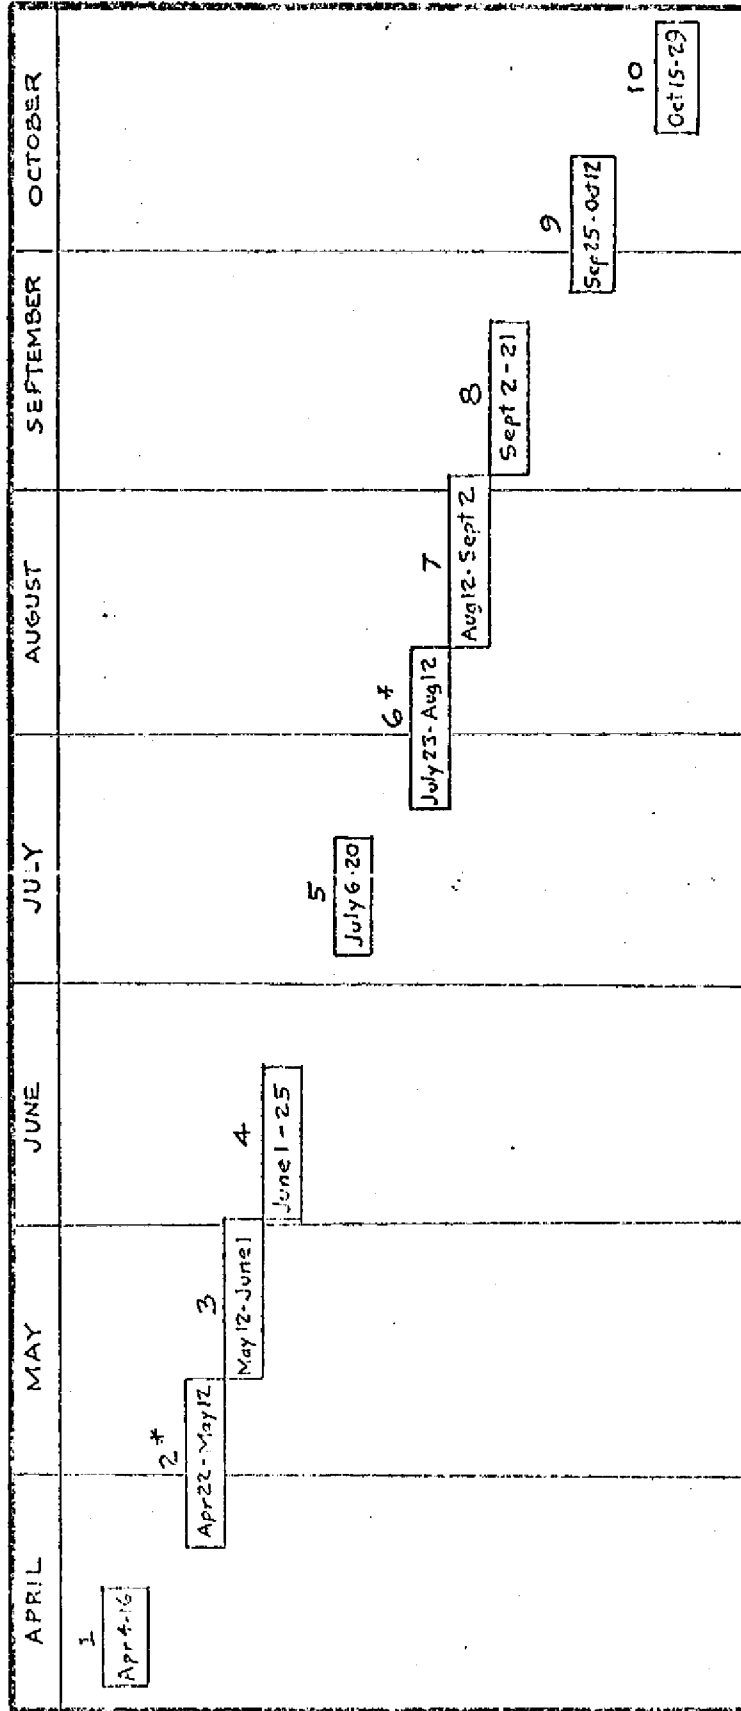 APRIL MAY JUNE JULY AUGUST SEPTEMBER OCTOBER
1
Apr 4-16
2*
Apr 22 - May 12
3
May 12 - June 1
4
June 1 - 25
5
July 6-20
6*
July 23 - Aug 12
7
Aug 12 - Sept 2
8
Sept 2 - 21
9
Sep 25 - Oct 12
10
Oct 15-29